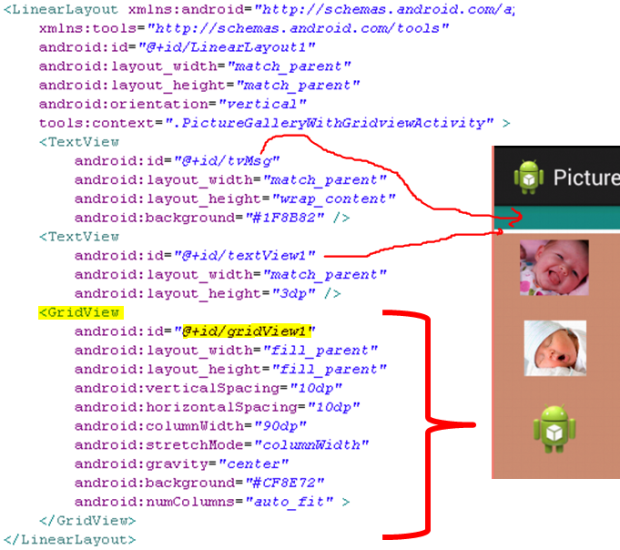 <LinearLayout xmlns:android="http://schemas.android.com/a
xmlns:tools="http://schemas.android.com/tools"
android:id="@+id/LinearLayout1"
android:layout_width="match_parent"
android:layout_height="match_parent"
android:orientation="vertical"
tools:context=".PictureGalleryWithGridviewActivity" >
<TextView
android:id="@+id/tvMsg"
android:layout_width="match_parent"
android:layout_height="wrap_content"
android:background="#1F8B82" />
<TextView
android:id="@+id/textView1"
android:layout_width="match_parent"
android:layout_height="3dp" />
<GridView
android:id="@+id/gridView1"
android:layout_width="fill_parent"
android:layout_height="fill_parent"
android:verticalSpacing="10dp"
android:horizontalSpacing="10dp"
android:columnWidth="90dp"
android:stretchMode="columnWidth"
android:gravity="center"
android:background="#CF8E72"
android:numColumns="auto_fit" >
</GridView>
</LinearLayout>
Picture